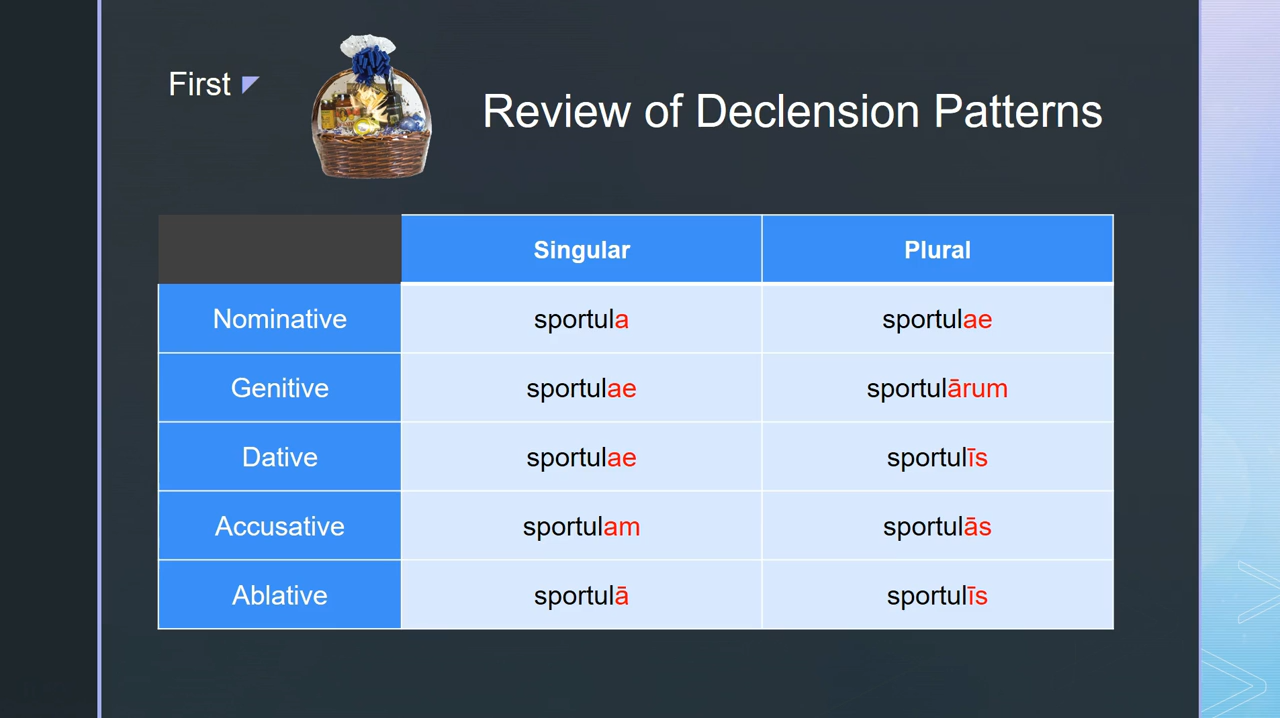 First
Review of Declension Patterns
Singular Plural
Nominative sportula sportulae
Genitive sportulae sportulārum
Dative sportulae sportulīs
Accusative sportulam sportulās
Ablative sportulā sportulīs